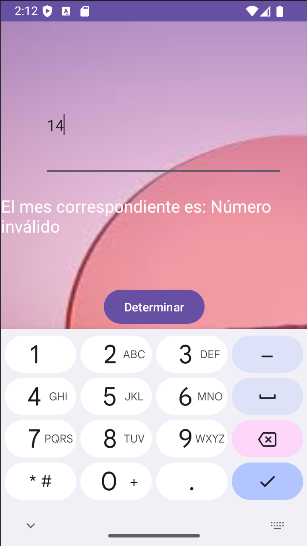 2:12
14
El mes correspondiente es: Número
inválido
Determinar
1
2 ABC
3 DEF
–
4 GHI
5 JKL
6 MNO
7 PQRS
8 TUV
9 WXYZ
* #
0 +
.